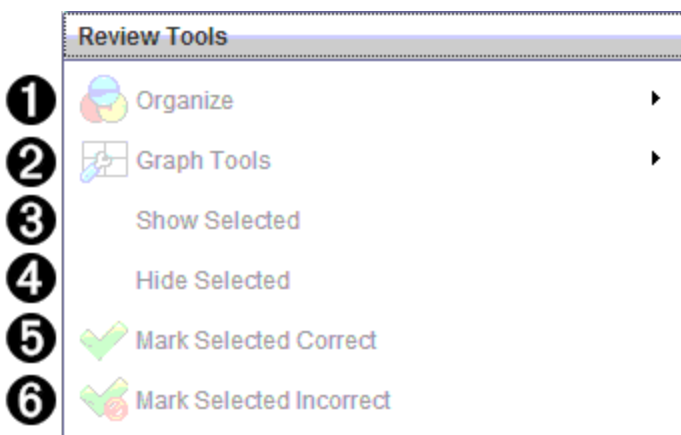 Review Tools
1 Organize
2 Graph Tools
3 Show Selected
4 Hide Selected
5 Mark Selected Correct
6 Mark Selected Incorrect